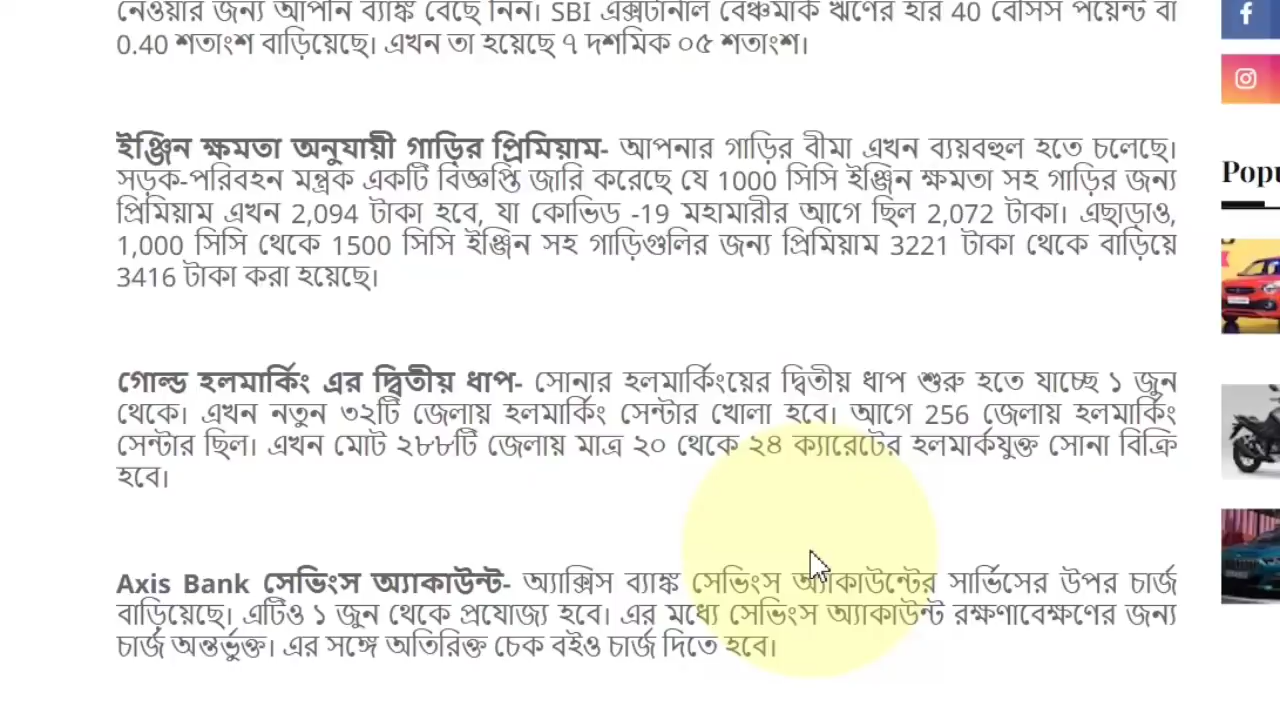 নেওয়ার জন্য আপনি ব্যাঙ্ক বেছে নিন। SBI এক্সটার্নাল বেঞ্চমার্ক ঋণের হার 40 বেসিস পয়েন্ট বা
0.40 শতাংশ বাড়িয়েছে। এখন তা হয়েছে ৭ দশমিক ০৫ শতাংশ।
ইঞ্জিন ক্ষমতা অনুযায়ী গাড়ির প্রিমিয়াম- আপনার গাড়ির বীমা এখন ব্যয়বহুল হতে চলেছে।
সড়ক-পরিবহন মন্ত্রক একটি বিজ্ঞপ্তি জারি করেছে যে 1000 সিসি ইঞ্জিন ক্ষমতা সহ গাড়ির জন্য
প্রিমিয়াম এখন 2,094 টাকা হবে, যা কোভিড -19 মহামারীর আগে ছিল 2,072 টাকা। এছাড়াও,
1,000 সিসি থেকে 1500 সিসি ইঞ্জিন সহ গাড়িগুলির জন্য প্রিমিয়াম 3221 টাকা থেকে বাড়িয়ে
3416 টাকা করা হয়েছে।
গোল্ড হলমার্কিং এর দ্বিতীয় ধাপ- সোনার হলমার্কিংয়ের দ্বিতীয় ধাপ শুরু হতে যাচ্ছে ১ জুন
থেকে। এখন নতুন ৩২টি জেলায় হলমার্কিং সেন্টার খোলা হবে। আগে 256 জেলায় হলমার্কিং
সেন্টার ছিল। এখন মোট ২৮৮টি জেলায় মাত্র ২০ থেকে ২৪ ক্যারেটের হলমার্কযুক্ত সোনা বিক্রি
হবে।
Axis Bank সেভিংস অ্যাকাউন্ট- অ্যাক্সিস ব্যাঙ্ক সেভিংস অ্যাকাউন্টের সার্ভিসের উপর চার্জ
বাড়িয়েছে। এটিও ১ জুন থেকে প্রযোজ্য হবে। এর মধ্যে সেভিংস অ্যাকাউন্ট রক্ষণাবেক্ষণের জন্য
চার্জ অন্তর্ভুক্ত। এর সঙ্গে অতিরিক্ত চেক বইও চার্জ দিতে হবে।